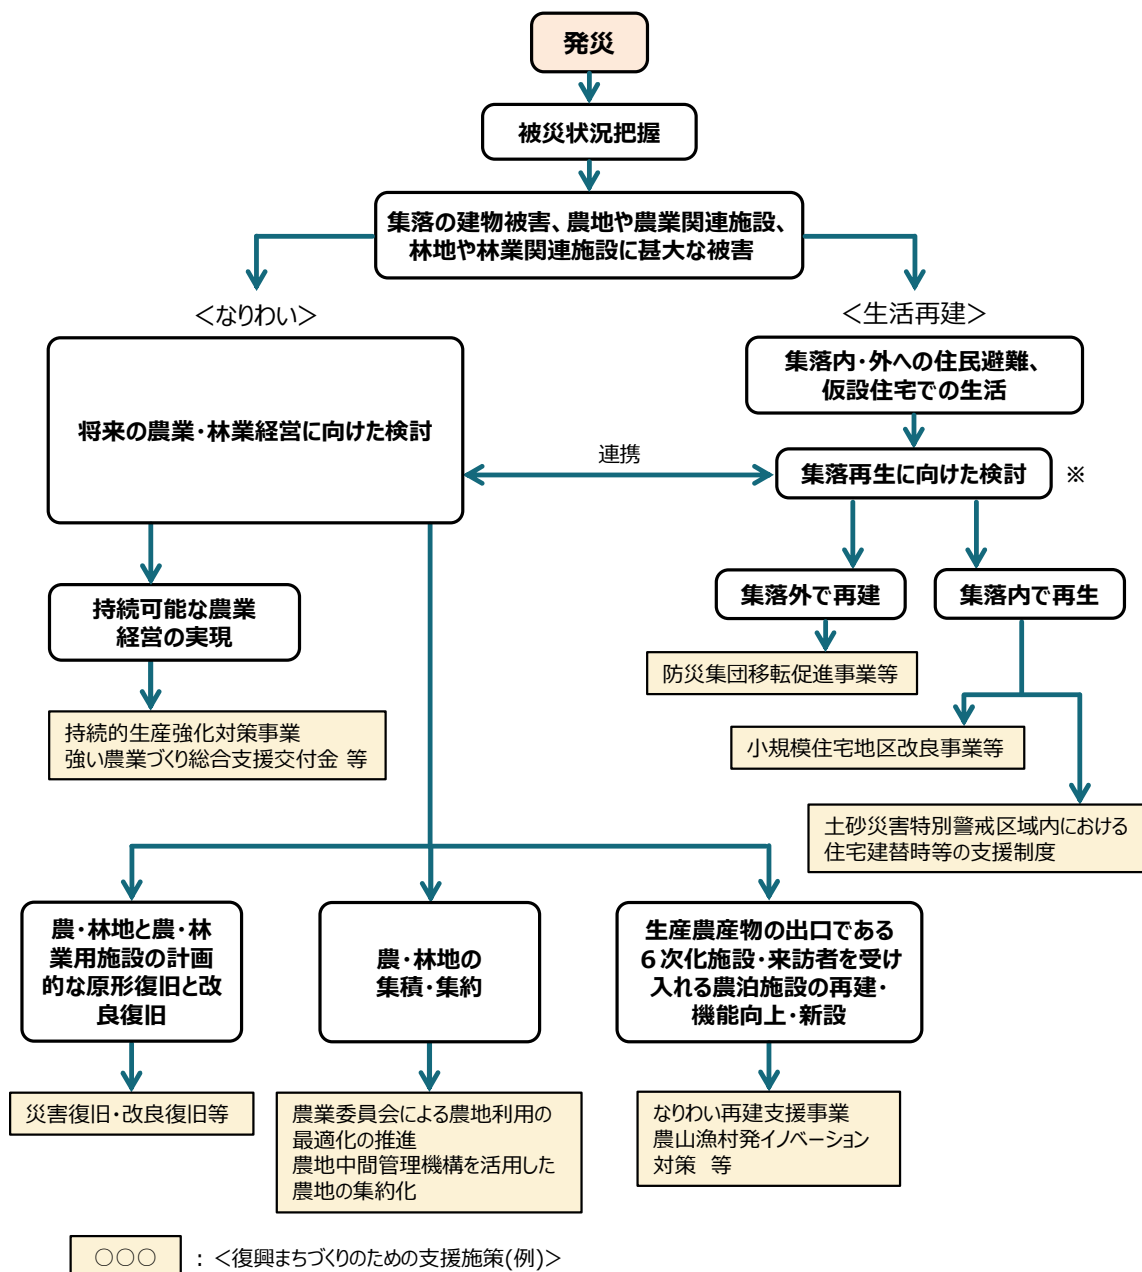 発災
被災状況把握
集落の建物被害、農地や農業関連施設、
林地や林業関連施設に甚大な被害
＜なりわい＞
＜生活再建＞
将来の農業・林業経営に向けた検討
集落内・外への住民避難、
仮設住宅での生活
連携
集落再生に向けた検討
※
持続可能な農業
経営の実現
集落外で再建
集落内で再生
防災集団移転促進事業等
持続的生産強化対策事業
強い農業づくり総合支援交付金 等
小規模住宅地区改良事業等
土砂災害特別警戒区域内における
住宅建替時等の支援制度
農・林地と農・林
業用施設の計画
的な原形復旧と改
良復旧
農・林地の
集積・集約
生産農産物の出口である
６次化施設・来訪者を受け
入れる農泊施設の再建・
機能向上・新設
災害復旧・改良復旧等
農業委員会による農地利用の
最適化の推進
農地中間管理機構を活用した
農地の集約化
なりわい再建支援事業
農山漁村発イノベーション
対策 等
○○○
：＜復興まちづくりのための支援施策(例)＞